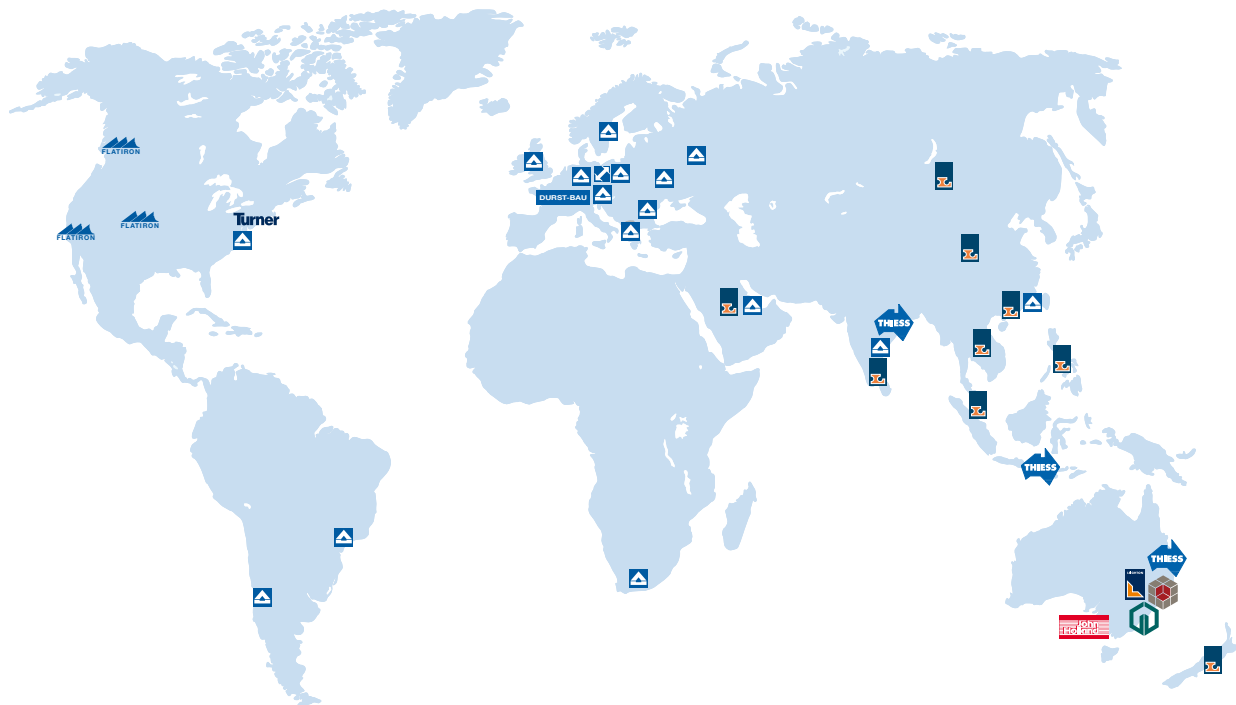 FLATIRON
DURST-BAU
Turner
FLATIRON
FLATIRON
L
L
L
L
THIESS
L
L
L
L
THIESS
THIESS
John
Holland
L